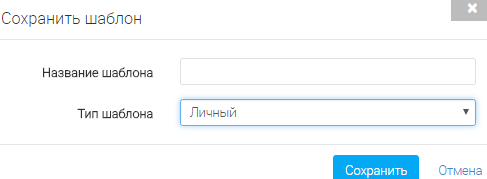 Сохранить шаблон
Название шаблона
Тип шаблона Личный
Сохранить Отмена